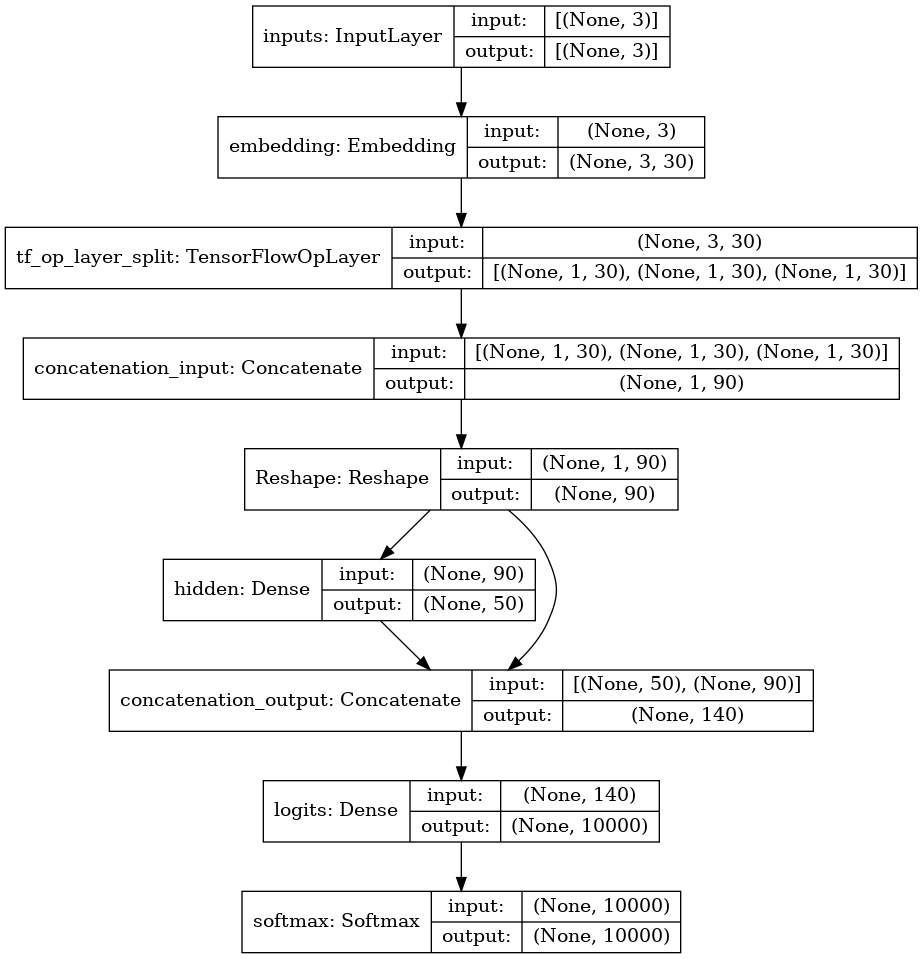 inputs: InputLayer
input: [(None, 3)]
output: [(None, 3)]
embedding: Embedding
input: (None, 3)
output: (None, 3, 30)
tf_op_layer_split: TensorFlowOpLayer
input: (None, 3, 30)
output: [(None, 1, 30), (None, 1, 30), (None, 1, 30)]
concatenation_input: Concatenate
input: [(None, 1, 30), (None, 1, 30), (None, 1, 30)]
output: (None, 1, 90)
Reshape: Reshape
input: (None, 1, 90)
output: (None, 90)
hidden: Dense
input: (None, 90)
output: (None, 50)
concatenation_output: Concatenate
input: [(None, 50), (None, 90)]
output: (None, 140)
logits: Dense
input: (None, 140)
output: (None, 10000)
softmax: Softmax
input: (None, 10000)
output: (None, 10000)